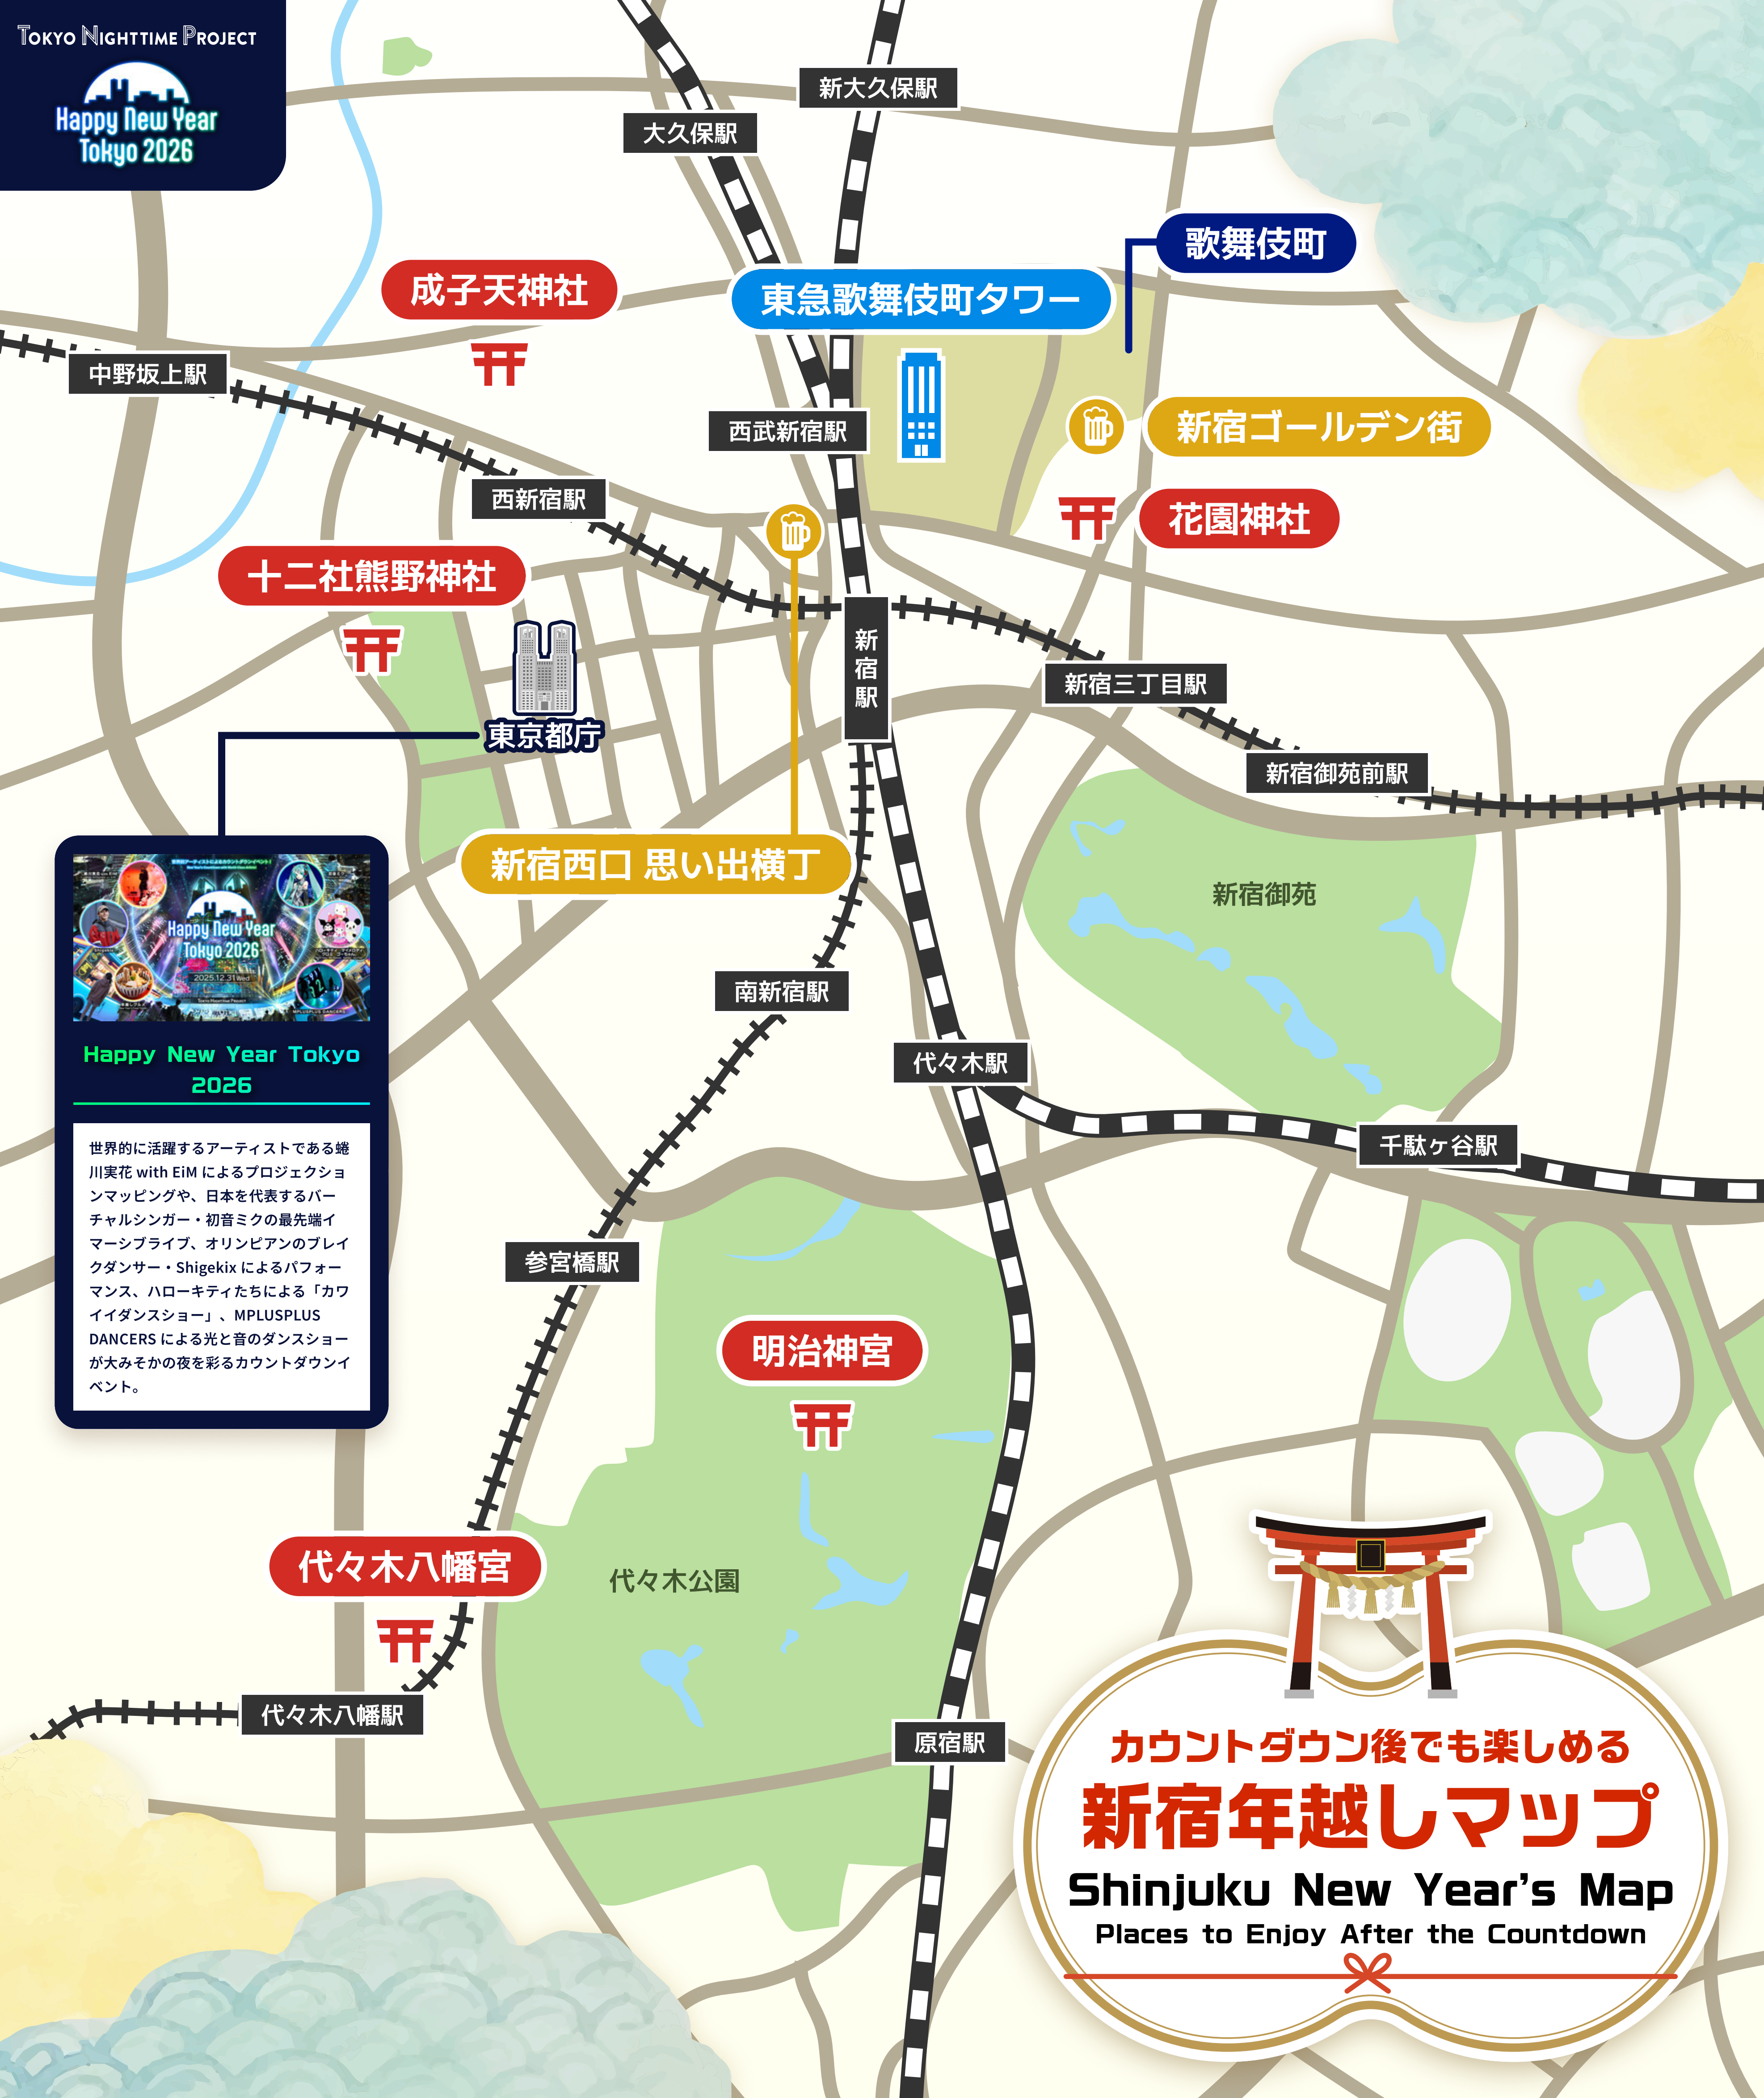 TOKYO NIGHTTIME PROJECT
Happy New Year
Tokyo 2026
新大久保駅
大久保駅
歌舞伎町
成子天神社
東急歌舞伎町タワー
中野坂上駅
西武新宿駅
新宿ゴールデン街
西新宿駅
花園神社
十二社熊野神社
新宿駅
新宿三丁目駅
東京都庁
新宿御苑前駅
新宿西口 思い出横丁
新宿御苑
Happy New Year
Tokyo 2026
2025.12.31 Wed
南新宿駅
代々木駅
Happy New Year Tokyo
2026
千駄ヶ谷駅
世界的に活躍するアーティストである蜷
川実花 with EiM によるプロジェクショ
ンマッピングや、日本を代表するバー
チャルシンガー・初音ミクの最先端イ
マーシブライブ、オリンピアンのブレイ
クダンサー・Shigekix によるパフォー
マンス、ハローキティたちによる「カワ
イイダンスショー」、MPLUSPLUS
DANCERS による光と音のダンスショー
が大みそかの夜を彩るカウントダウンイ
ベント。
参宮橋駅
明治神宮
代々木八幡宮
代々木公園
代々木八幡駅
原宿駅
カウントダウン後でも楽しめる
新宿年越しマップ
Shinjuku New Year's Map
Places to Enjoy After the Countdown